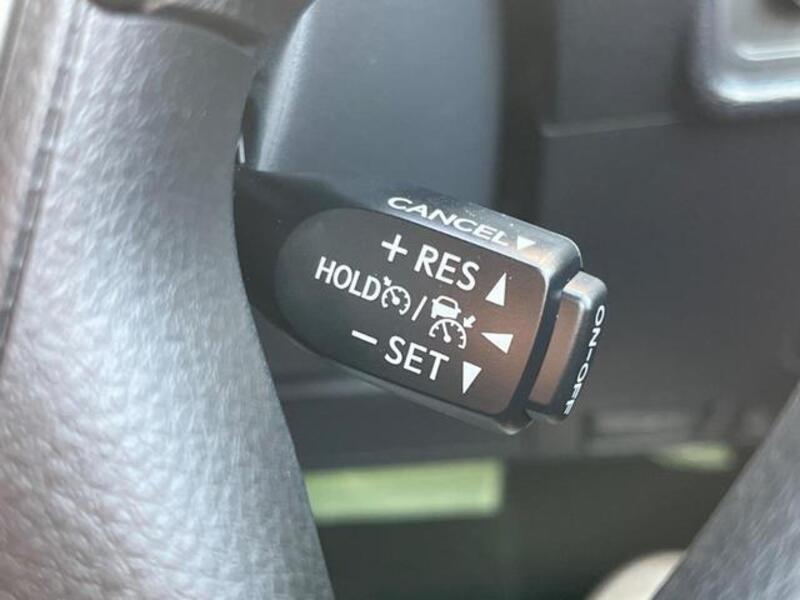 CANCEL▼
+ RES ▲
HOLD / ◀
− SET ▼
ON-OFF